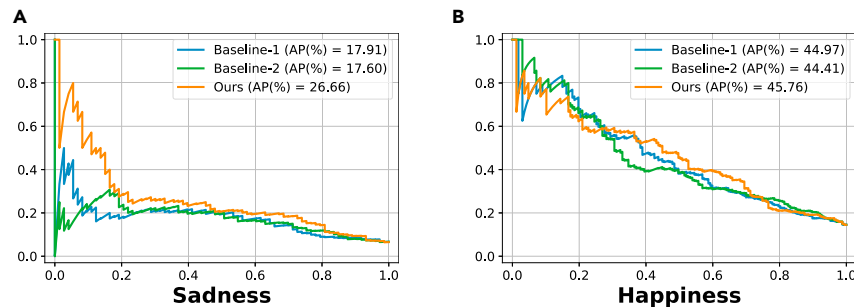 A
1.0
0.8
0.6
0.4
0.2
0.0
Baseline-1 (AP(%) = 17.91)
Baseline-2 (AP(%) = 17.60)
Ours (AP(%) = 26.66)
0.0 0.2 0.4 0.6 0.8 1.0
Sadness
B
1.0
0.8
0.6
0.4
0.2
0.0
Baseline-1 (AP(%) = 44.97)
Baseline-2 (AP(%) = 44.41)
Ours (AP(%) = 45.76)
0.0 0.2 0.4 0.6 0.8 1.0
Happiness